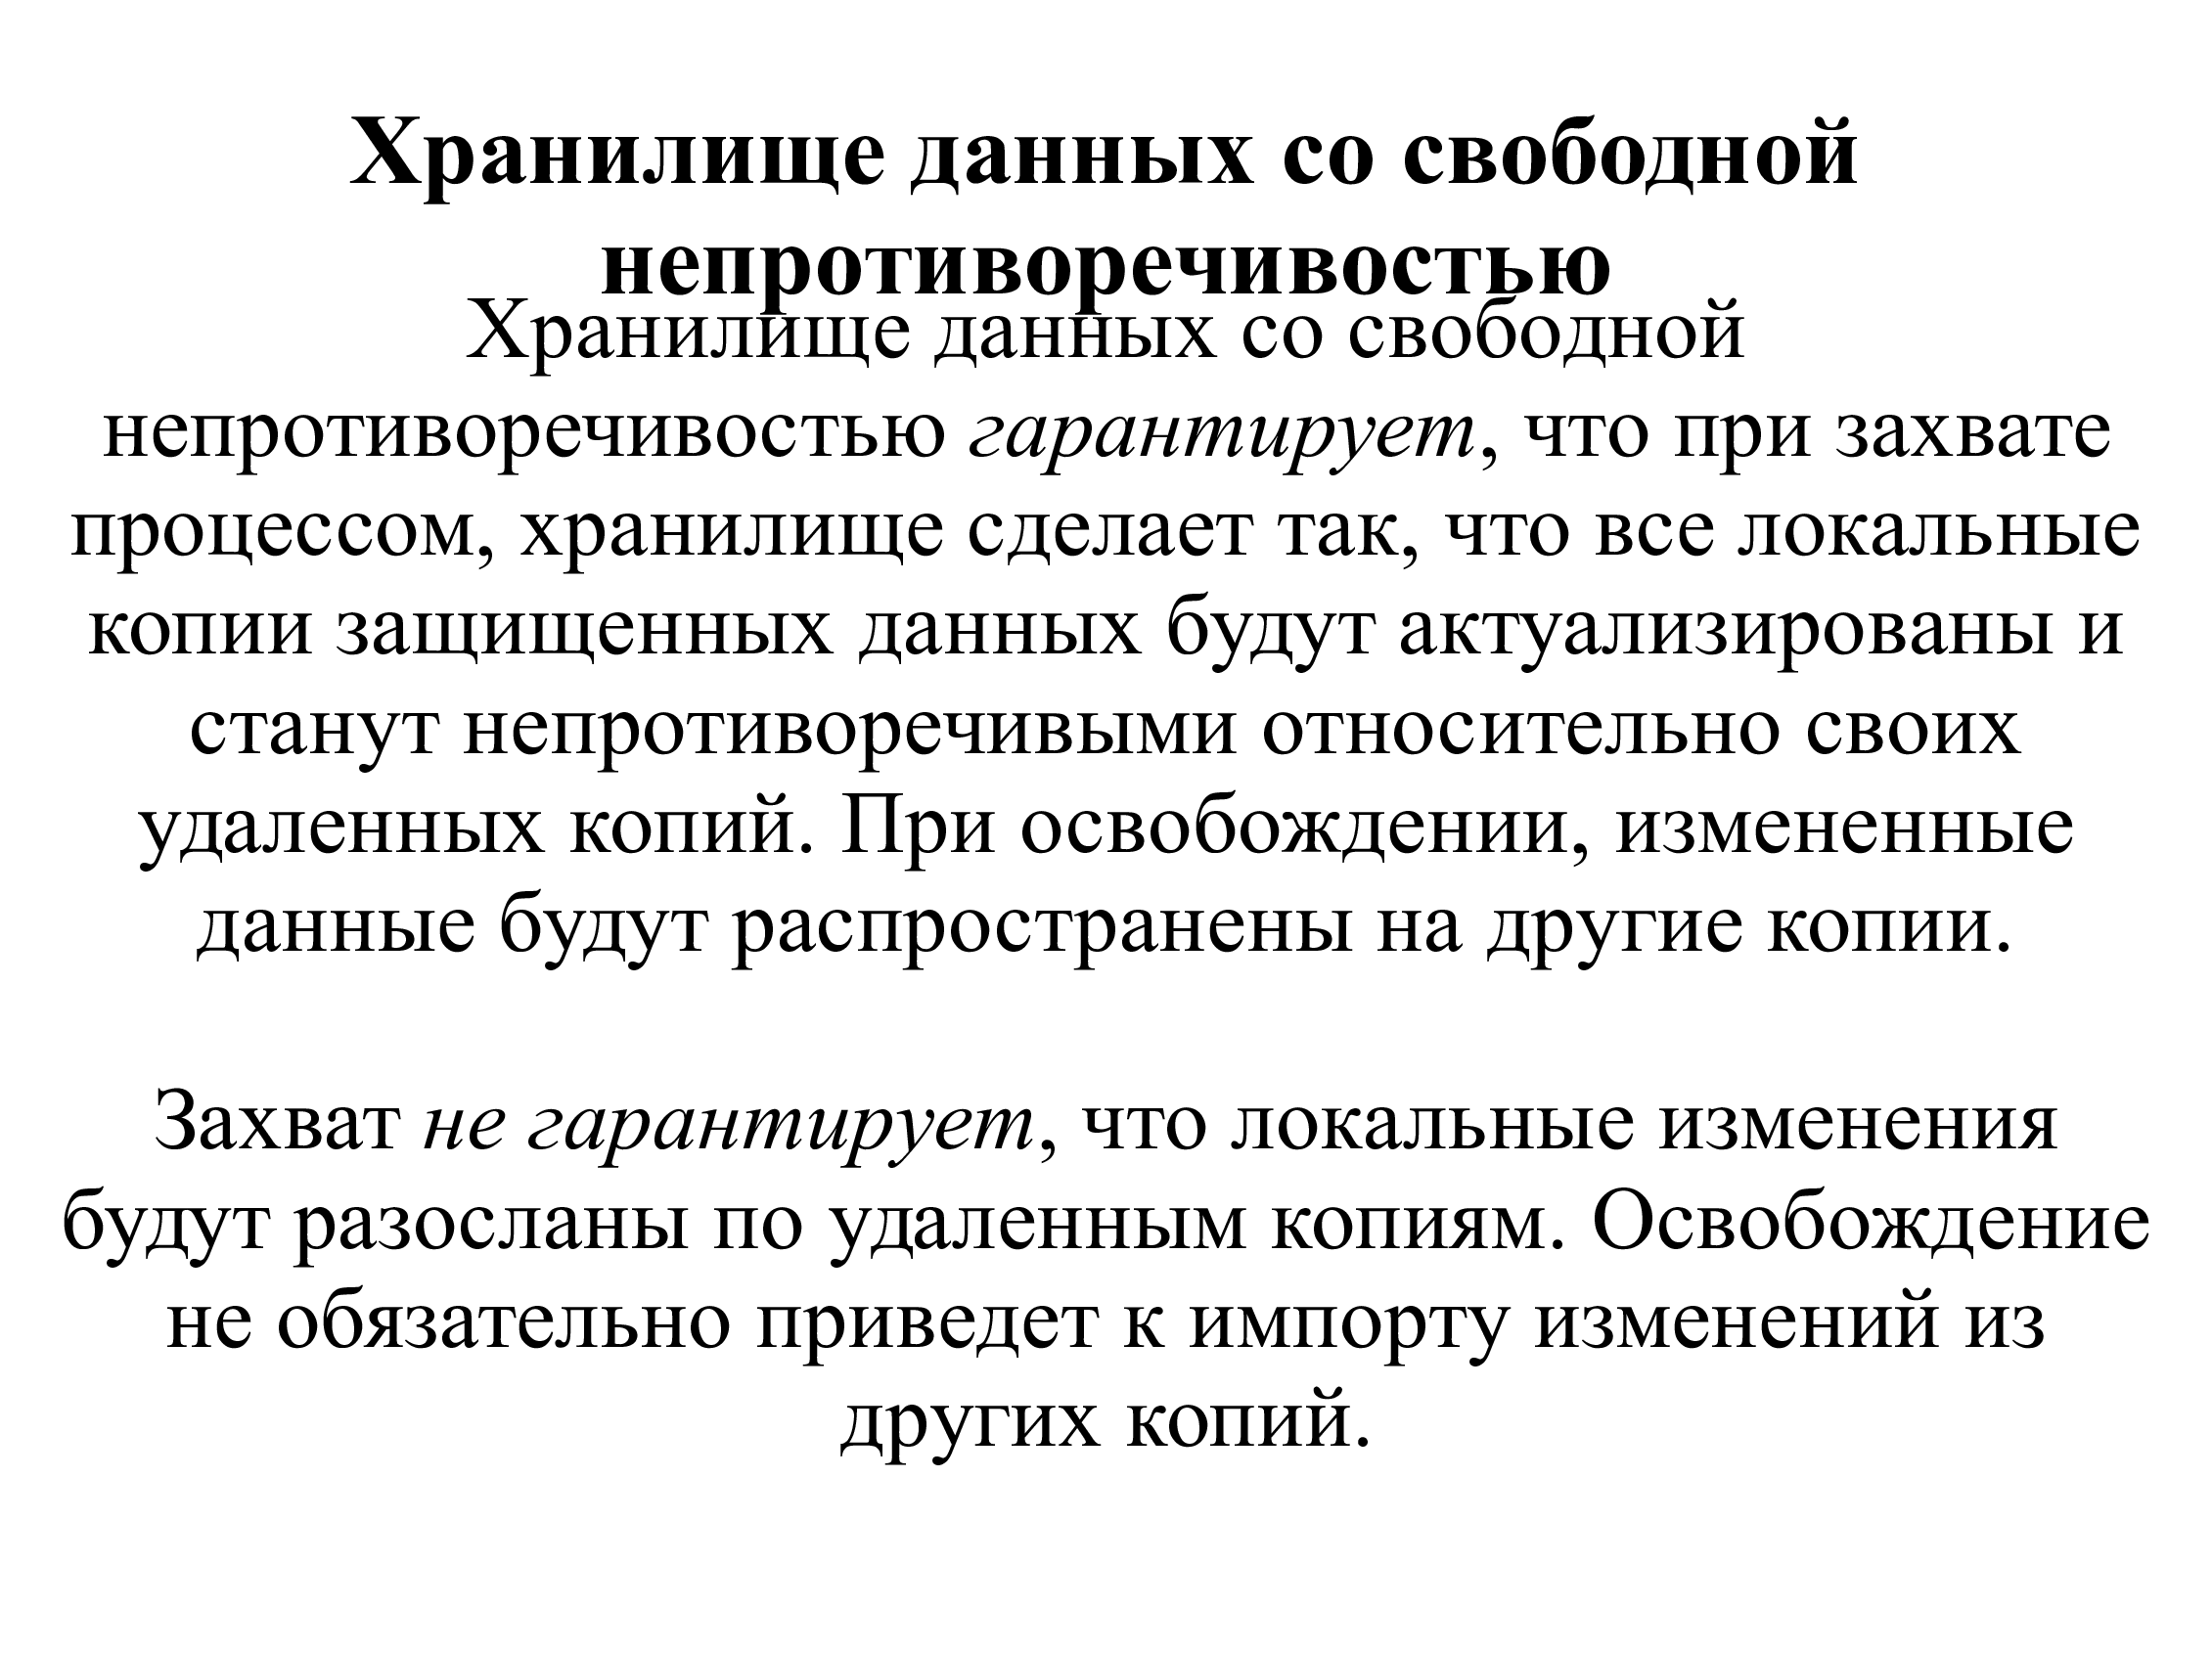 Хранилище данных со свободной
непротиворечивостью
Хранилище данных со свободной
непротиворечивостью гарантирует, что при захвате
процессом, хранилище сделает так, что все локальные
копии защищенных данных будут актуализированы и
станут непротиворечивыми относительно своих
удаленных копий. При освобождении, измененные
данные будут распространены на другие копии.
Захват не гарантирует, что локальные изменения
будут разосланы по удаленным копиям. Освобождение
не обязательно приведет к импорту изменений из
других копий.